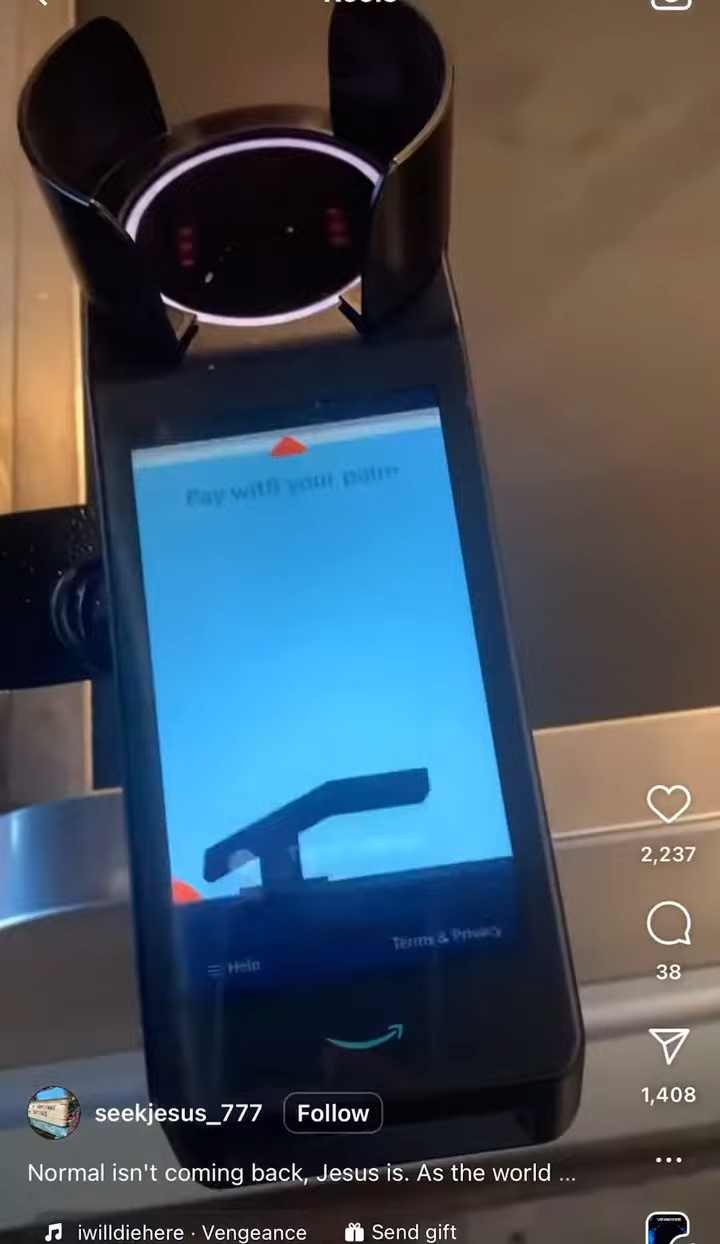 Pay with your palm
Terms & Privacy
Help
seekjesus_777
Follow
Normal isn't coming back, Jesus is. As the world ...
iwilldiehere · Vengeance
Send gift
2,237
38
1,408